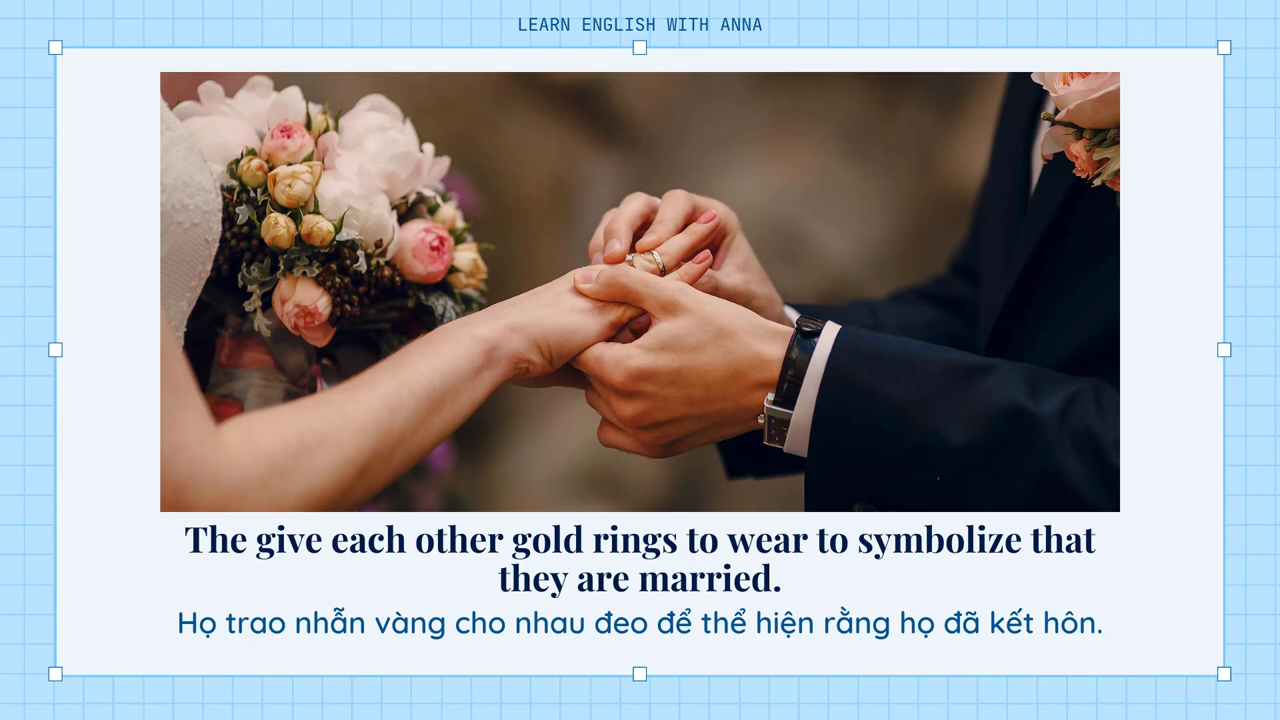 LEARN ENGLISH WITH ANNA
The give each other gold rings to wear to symbolize that
they are married.
Họ trao nhẫn vàng cho nhau đeo để thể hiện rằng họ đã kết hôn.